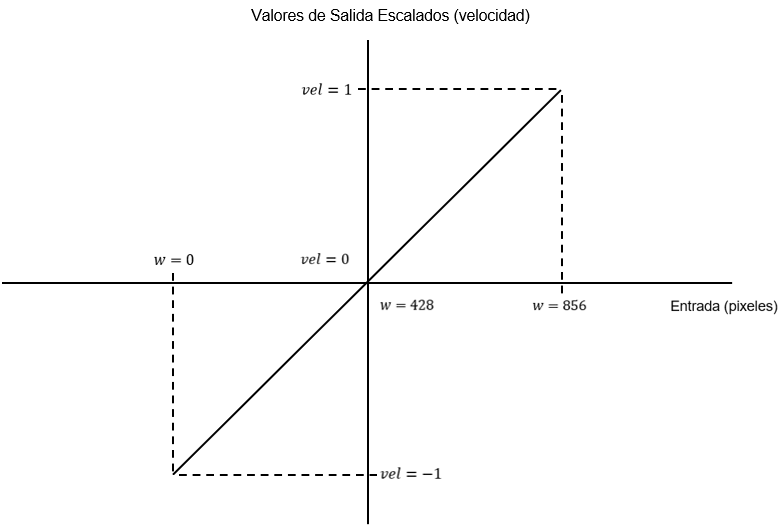 Valores de Salida Escalados (velocidad)
vel = 1
w = 0
vel = 0
w = 428
w = 856
Entrada (pixeles)
vel = −1